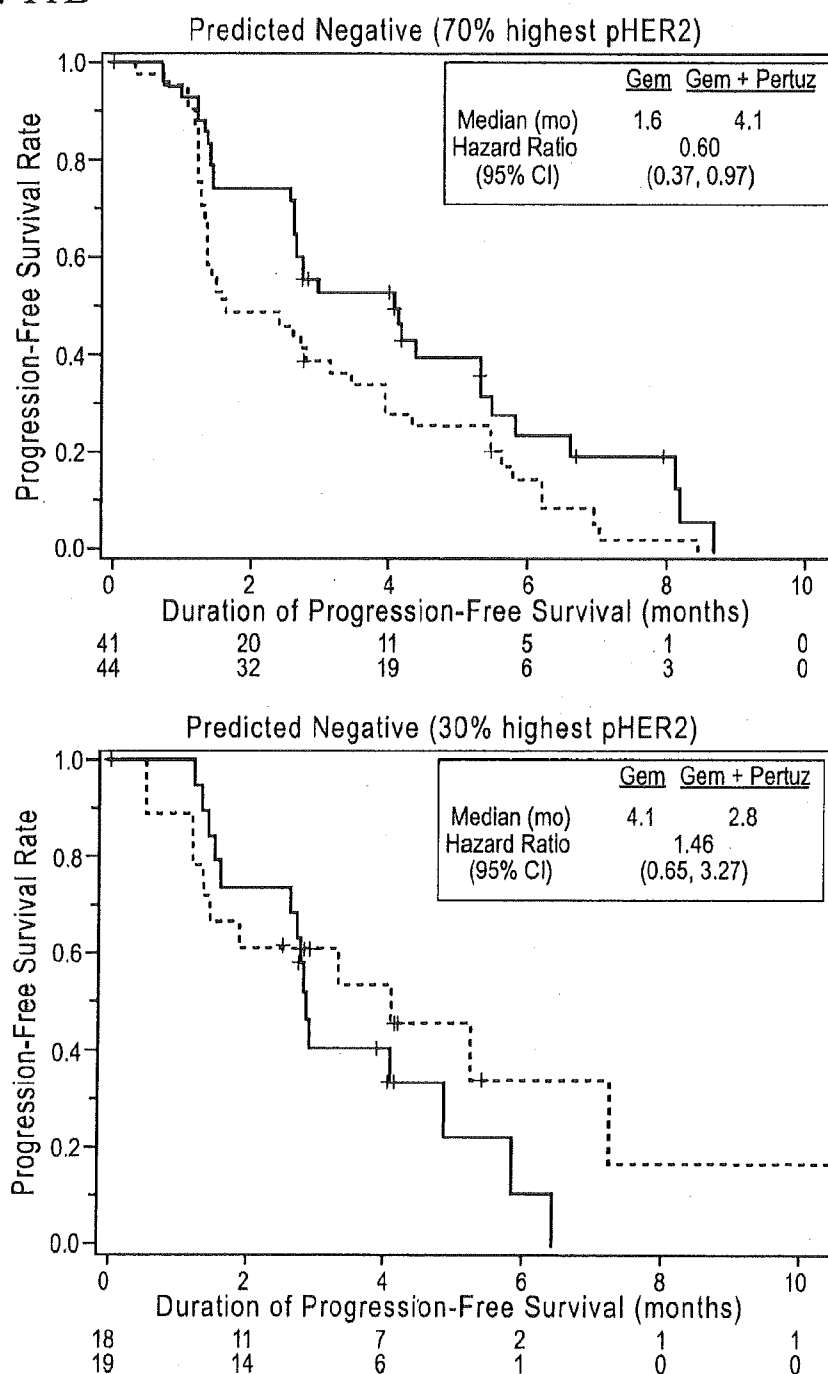 Predicted Negative (70% highest pHER2)
Gem Gem + Pertuz
Median (mo) 1.6 4.1
Hazard Ratio 0.60
(95% CI) (0.37, 0.97)
Progression-Free Survival Rate
1.0
0.8
0.6
0.4
0.2
0.0
0 2 4 6 8 10
Duration of Progression-Free Survival (months)
41 20 11 5 1 0
44 32 19 6 3 0
Predicted Negative (30% highest pHER2)
Gem Gem + Pertuz
Median (mo) 4.1 2.8
Hazard Ratio 1.46
(95% CI) (0.65, 3.27)
Progression-Free Survival Rate
1.0
0.8
0.6
0.4
0.2
0.0
0 2 4 6 8 10
Duration of Progression-Free Survival (months)
18 11 7 2 1 1
19 14 6 1 0 0